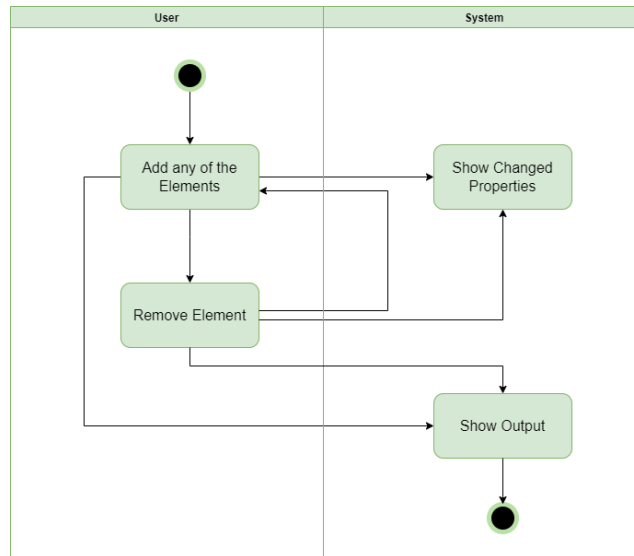 User
System
Add any of the
Elements
Show Changed
Properties
Remove Element
Show Output